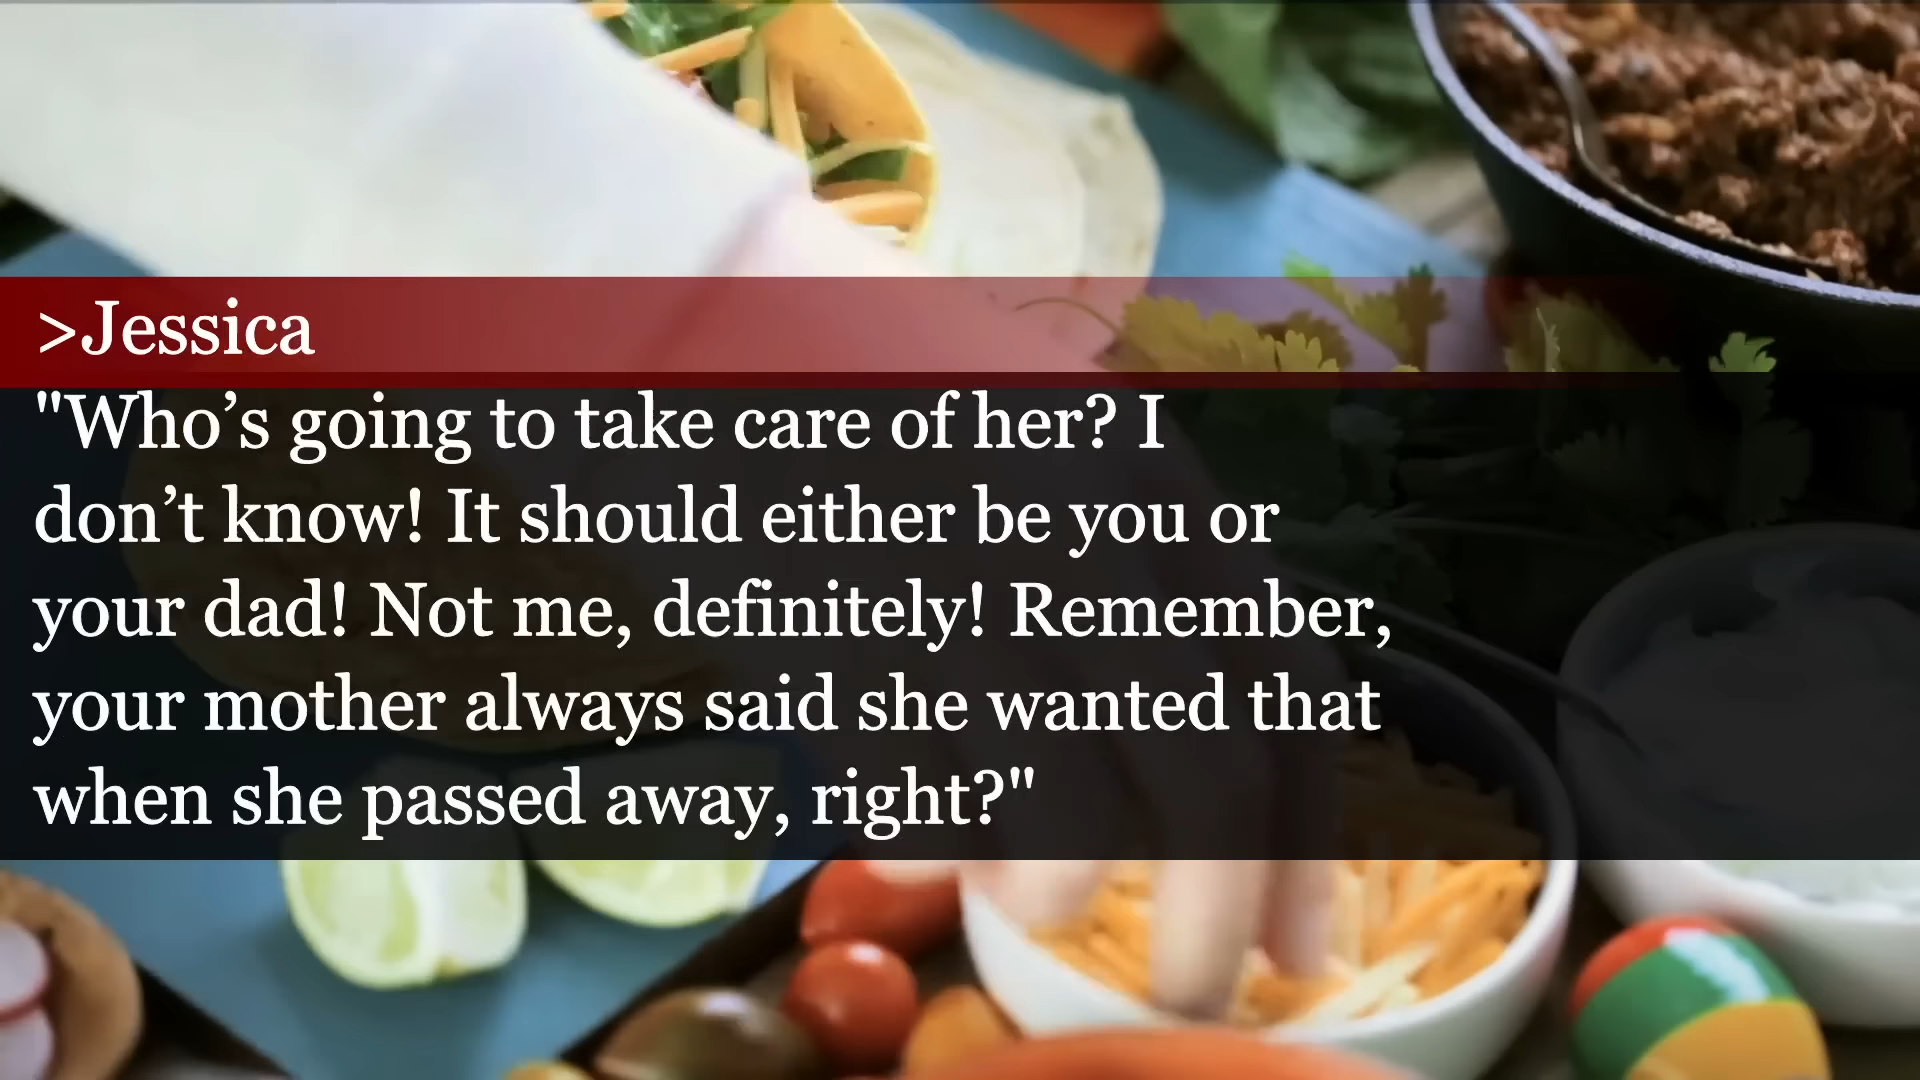 >Jessica
"Who’s going to take care of her? I
don’t know! It should either be you or
your dad! Not me, definitely! Remember,
your mother always said she wanted that
when she passed away, right?"